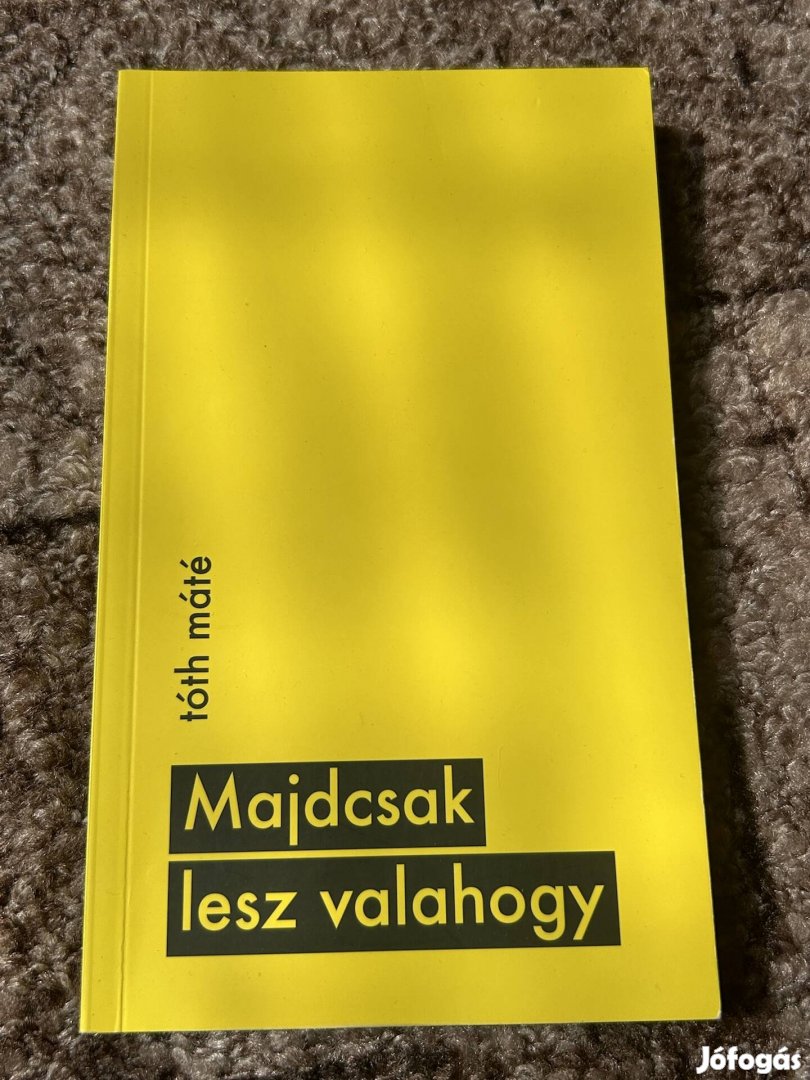 tóth máté
Majdcsak
lesz valahogy
Jófogás